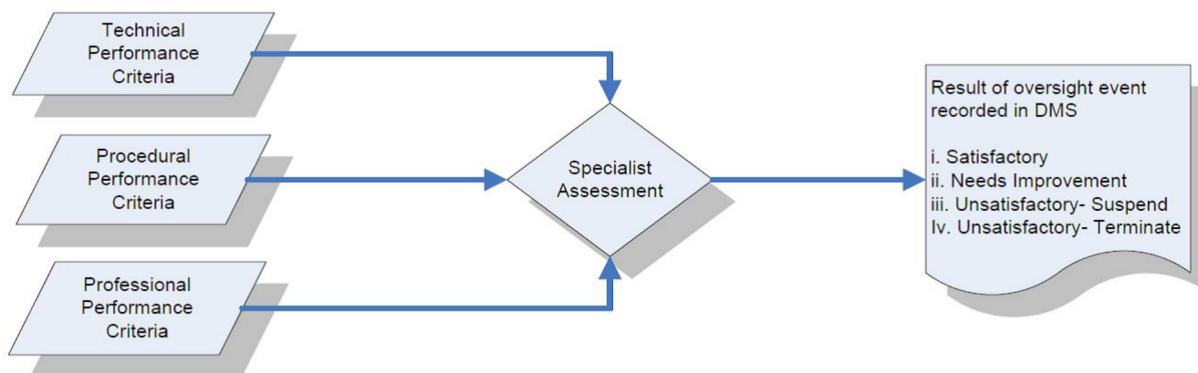 Technical
Performance
Criteria
Procedural
Performance
Criteria
Professional
Performance
Criteria
Specialist
Assessment
Result of oversight event
recorded in DMS
i. Satisfactory
ii. Needs Improvement
iii. Unsatisfactory- Suspend
Iv. Unsatisfactory- Terminate